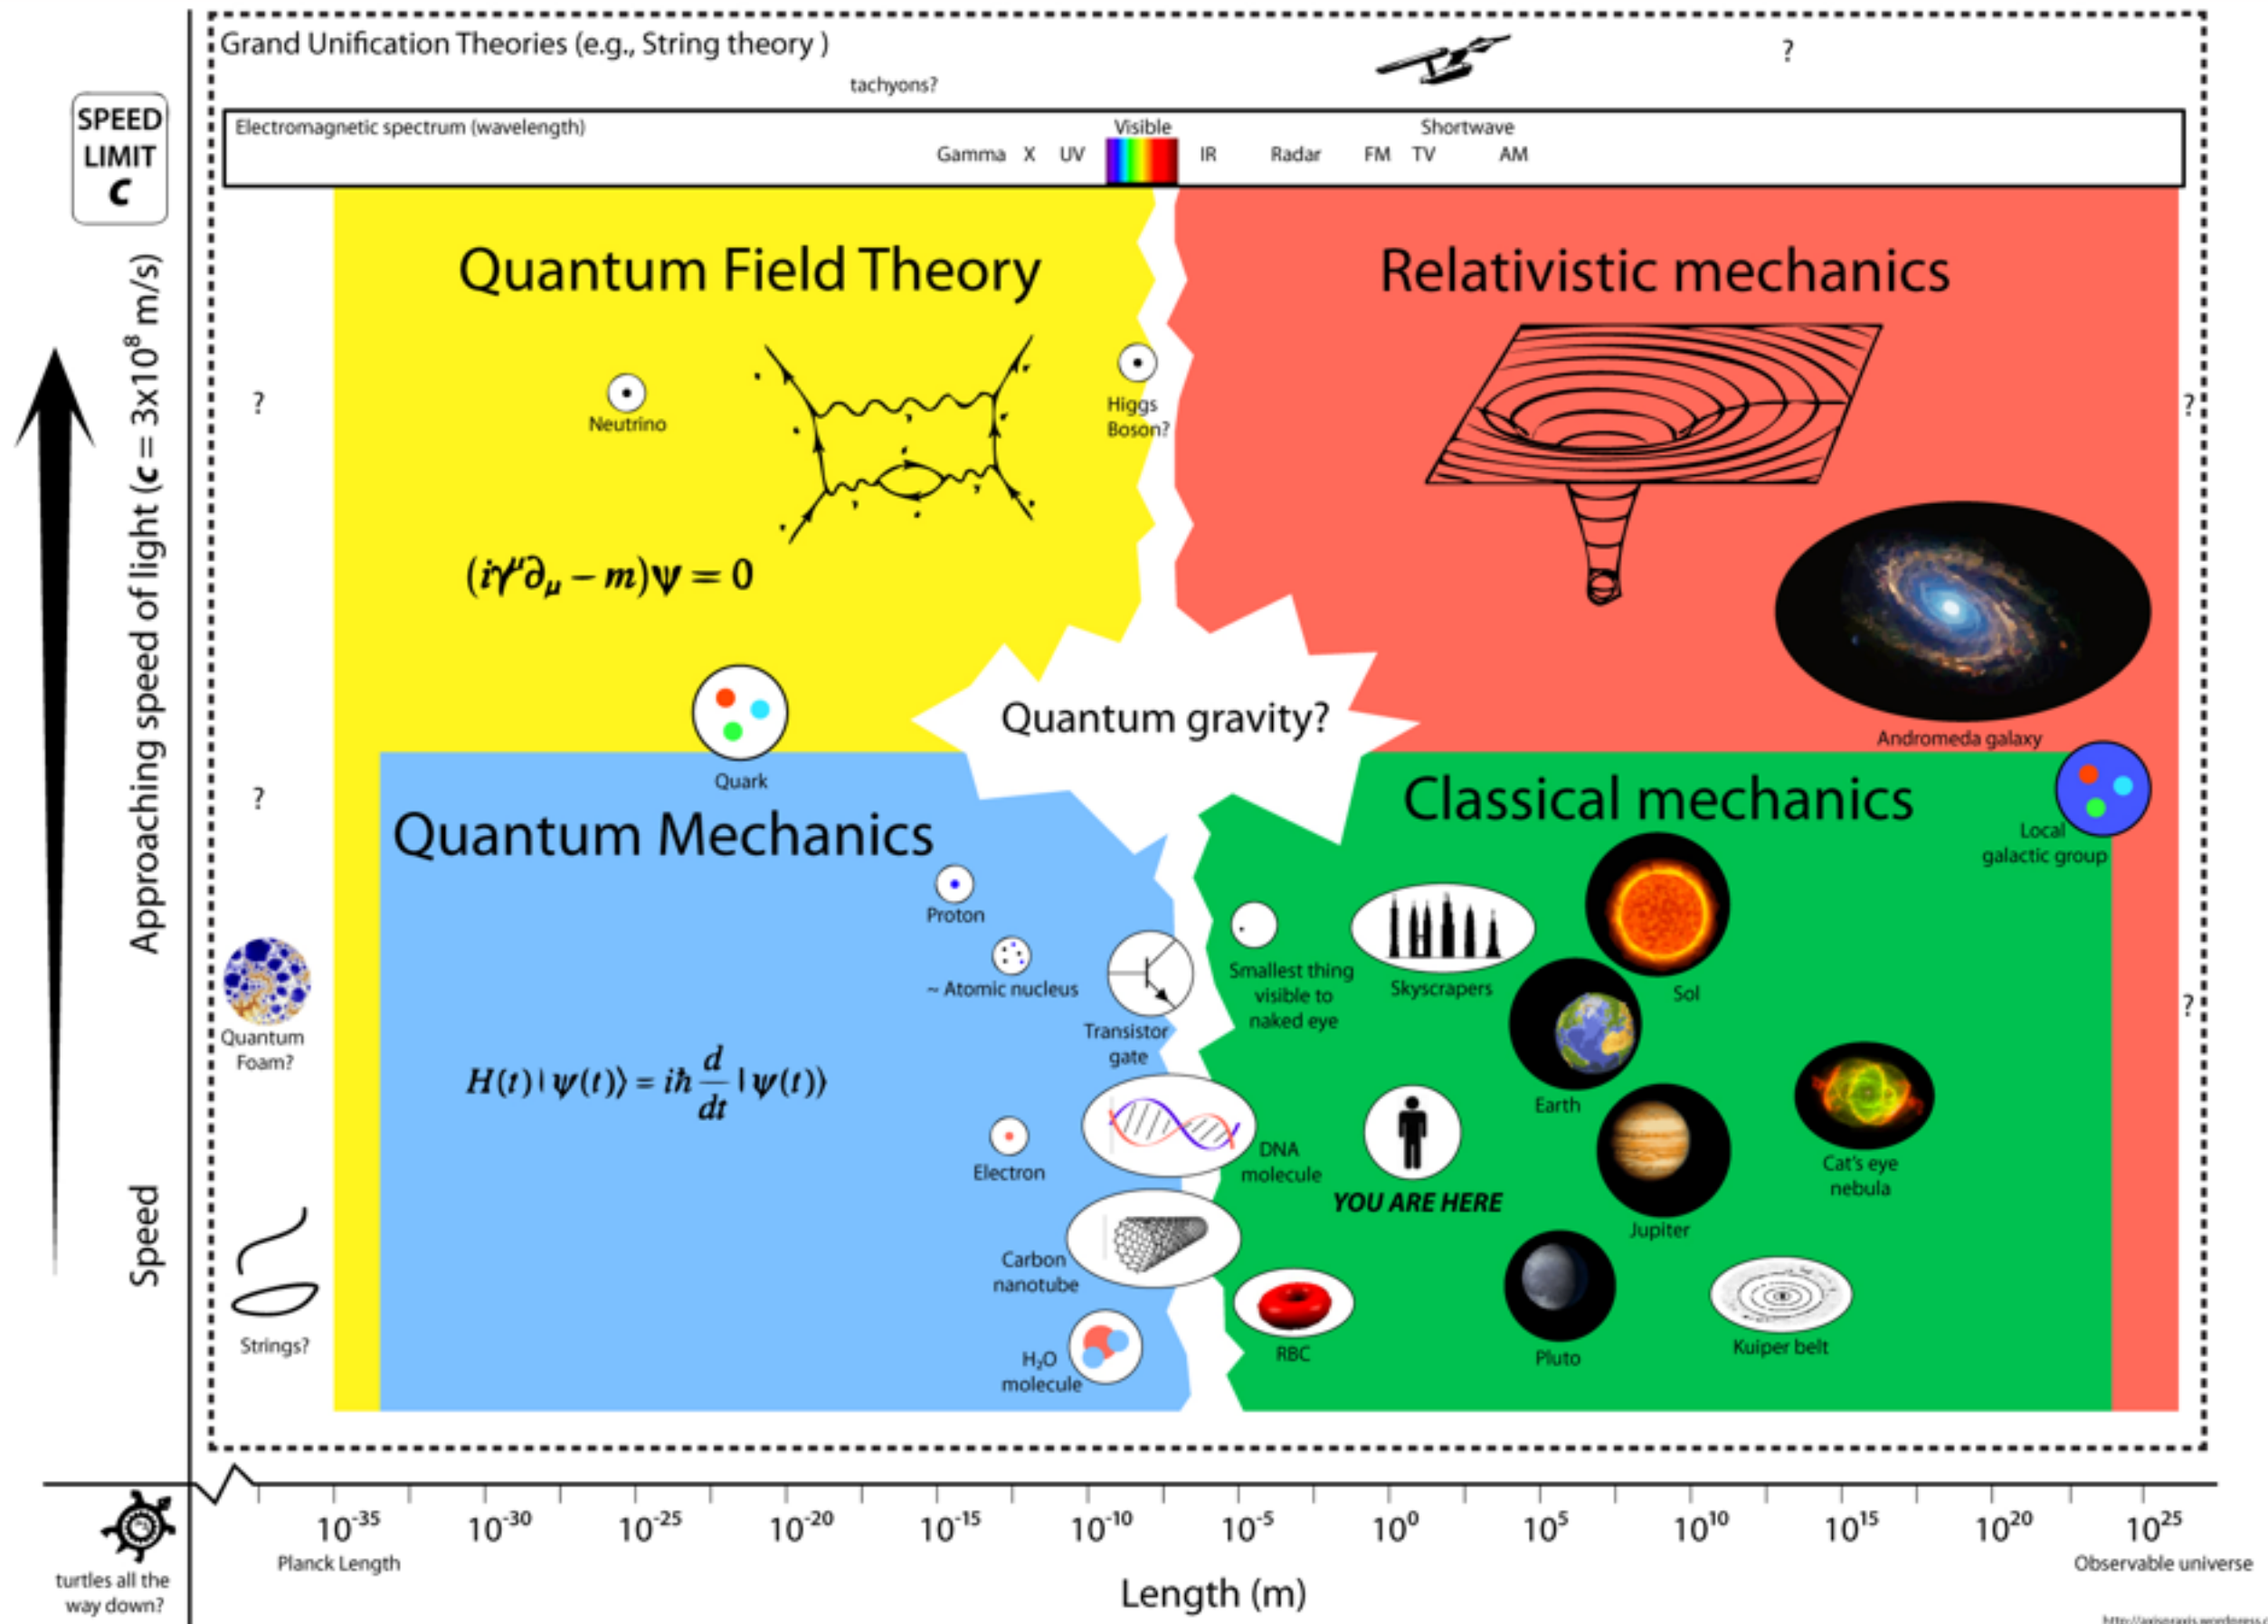 Grand Unification Theories (e.g., String theory )
?
tachyons?
SPEED
LIMIT
c
Electromagnetic spectrum (wavelength)
Visible
Shortwave
Gamma X UV IR Radar FM TV AM
Approaching speed of light (c = 3x10⁸ m/s)
Speed
Quantum Field Theory
Relativistic mechanics
Neutrino
Higgs
Boson?
?
?
(iγ^μ∂_μ − m)ψ = 0
Quantum gravity?
Andromeda galaxy
Quark
?
Quantum Mechanics
Classical mechanics
Local
galactic group
Proton
~ Atomic nucleus
Transistor
gate
Smallest thing
visible to
naked eye
Skyscrapers
Sol
?
Quantum
Foam?
H(t)|ψ(t)⟩ = iħ d/dt |ψ(t)⟩
Earth
Electron
DNA
molecule
YOU ARE HERE
Cat's eye
nebula
Jupiter
Carbon
nanotube
Strings?
H₂O
molecule
RBC
Pluto
Kuiper belt
10⁻³⁵ 10⁻³⁰ 10⁻²⁵ 10⁻²⁰ 10⁻¹⁵ 10⁻¹⁰ 10⁻⁵ 10⁰ 10⁵ 10¹⁰ 10¹⁵ 10²⁰ 10²⁵
Planck Length
Observable universe
turtles all the
way down?
Length (m)